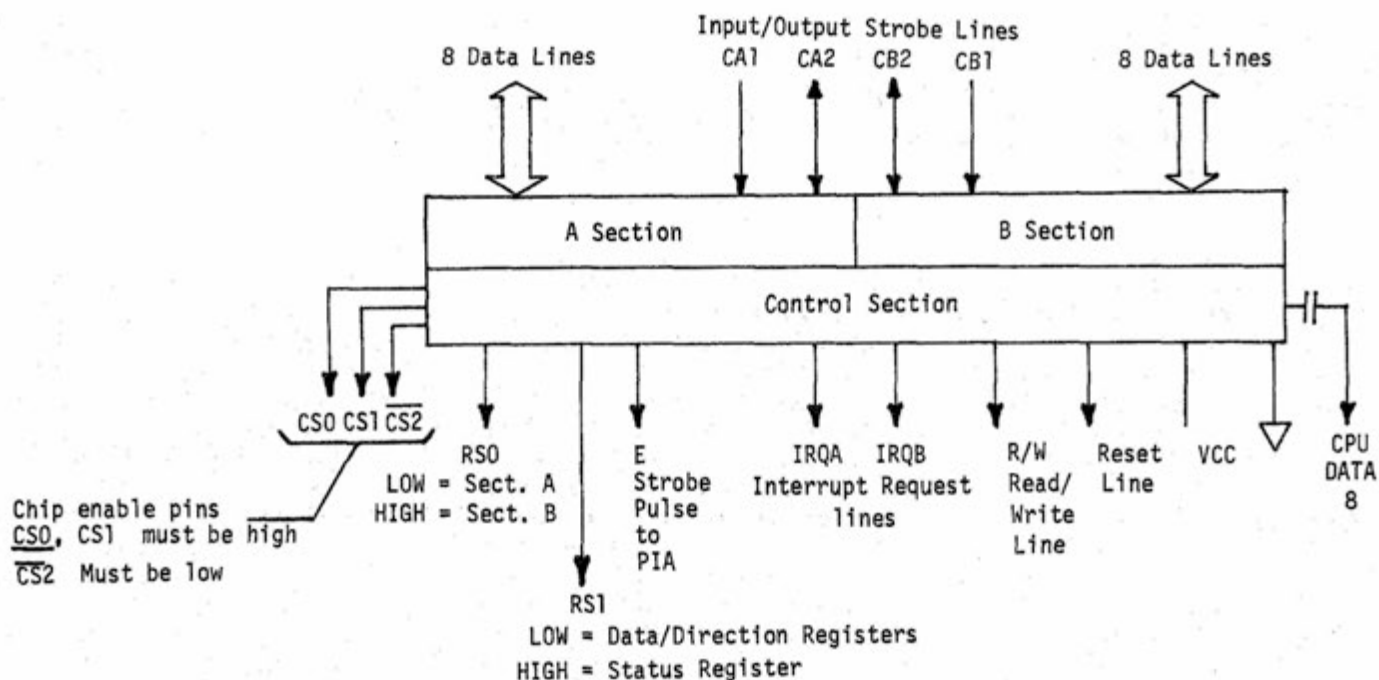 Input/Output Strobe Lines
8 Data Lines
CA1 CA2 CB2 CB1
8 Data Lines
A Section
B Section
Control Section
CS0 CS1 C̅S̅2̅
Chip enable pins
CS0, CS1 must be high
C̅S̅2 Must be low
RS0
LOW = Sect. A
HIGH = Sect. B
RS1
LOW = Data/Direction Registers
HIGH = Status Register
E
Strobe
Pulse
to
PIA
IRQA IRQB
Interrupt Request
lines
R/W
Read/
Write
Line
Reset
Line
VCC
CPU
DATA
8